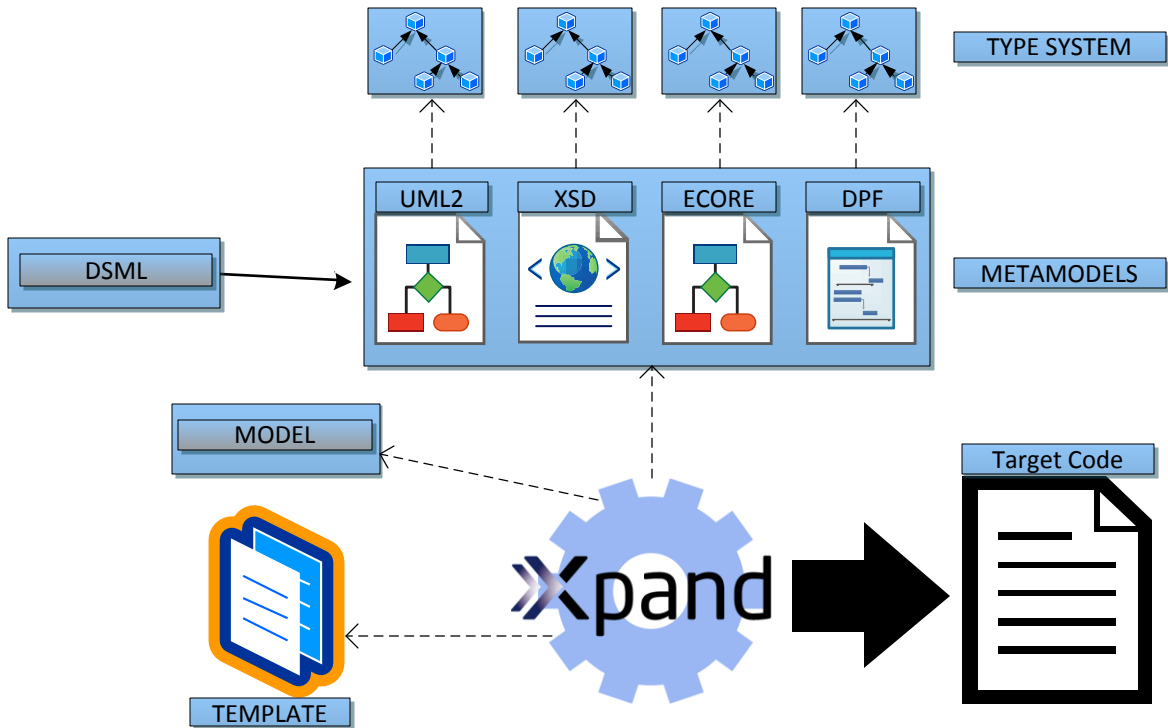 TYPE SYSTEM
UML2
XSD
ECORE
DPF
DSML
METAMODELS
MODEL
Target Code
Xpand
TEMPLATE